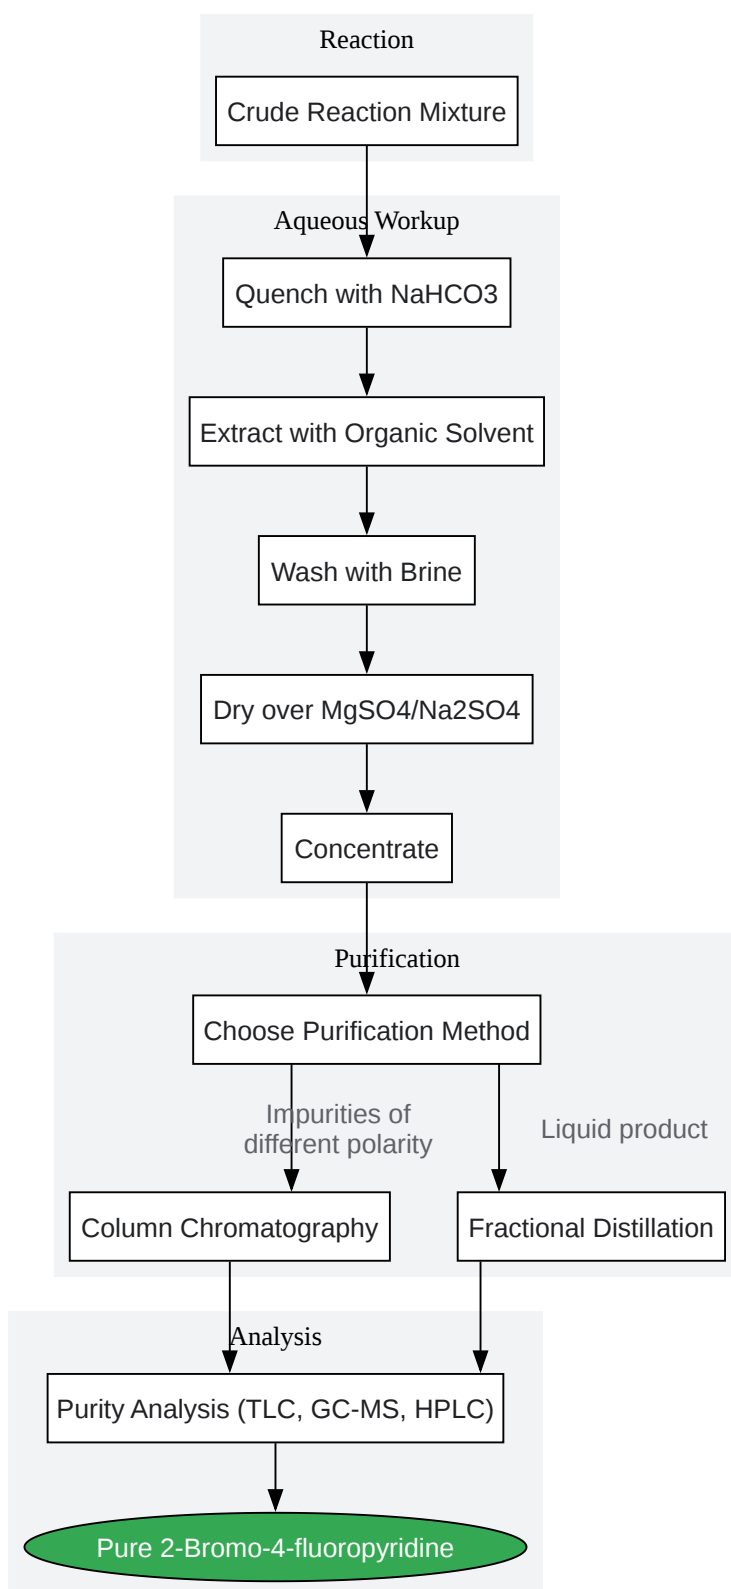 Reaction
Crude Reaction Mixture
Aqueous Workup
Quench with NaHCO3
Extract with Organic Solvent
Wash with Brine
Dry over MgSO4/Na2SO4
Concentrate
Purification
Choose Purification Method
Impurities of
different polarity
Liquid product
Column Chromatography
Fractional Distillation
Analysis
Purity Analysis (TLC, GC-MS, HPLC)
Pure 2-Bromo-4-fluoropyridine